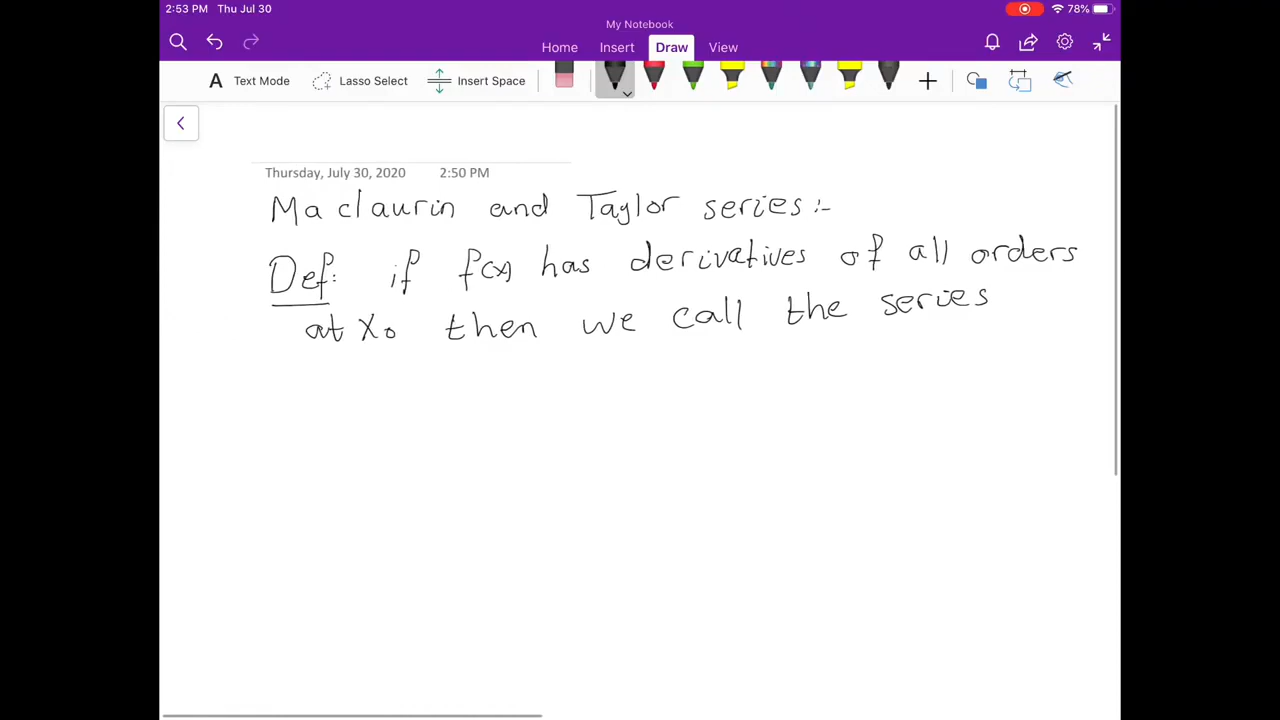 2:53 PM Thu Jul 30
78%
My Notebook
Home Insert Draw View
A Text Mode Lasso Select Insert Space
Thursday, July 30, 2020 2:50 PM
Maclaurin and Taylor series :-
Def: if f(x) has derivatives of all orders
at x₀ then we call the series